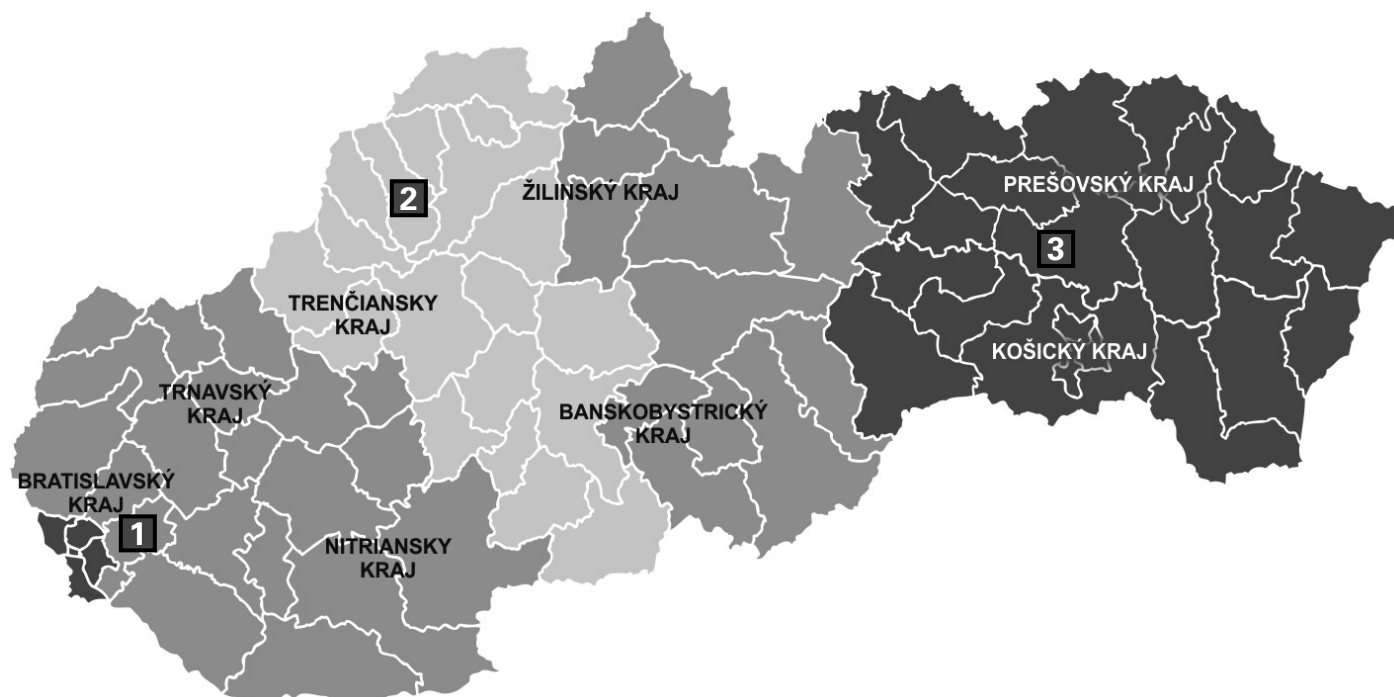 ŽILINSKÝ KRAJ
PREŠOVSKÝ KRAJ
2
3
TRENČIANSKY
KRAJ
KOŠICKÝ KRAJ
TRNAVSKÝ
KRAJ
BANSKOBYSTRICKÝ
KRAJ
BRATISLAVSKÝ
KRAJ
1
NITRIANSKY
KRAJ